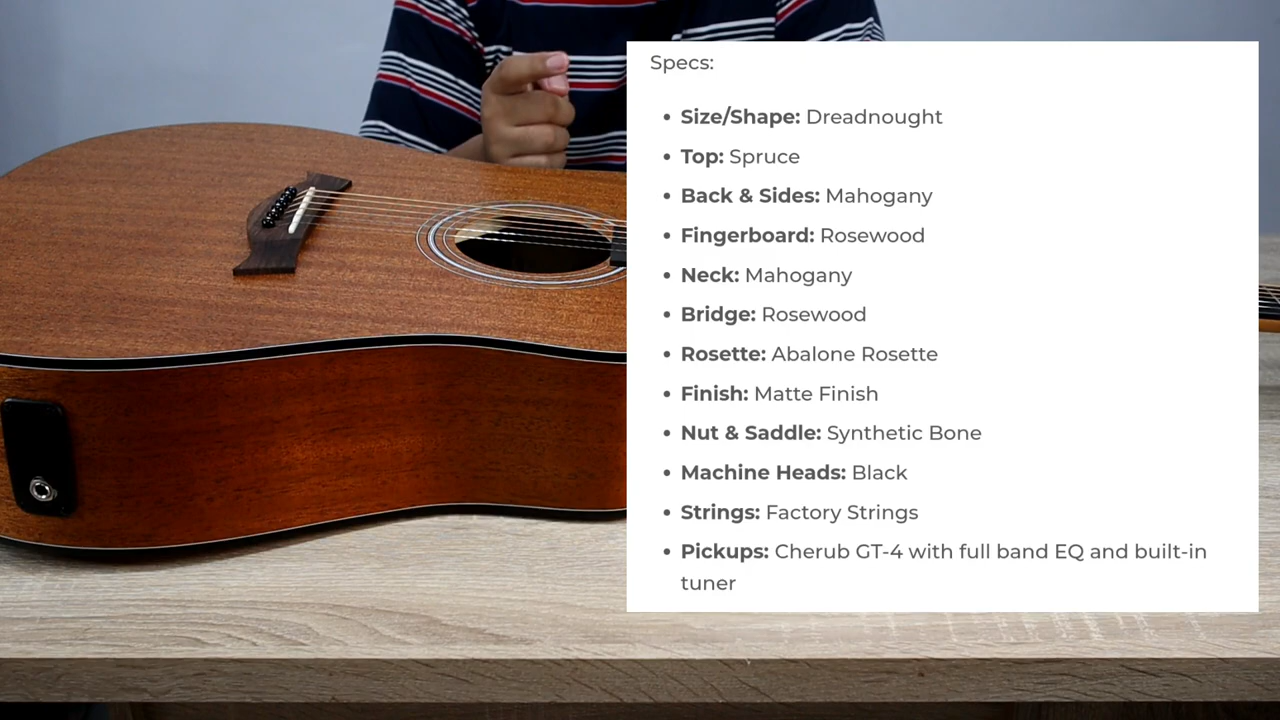 Specs:
• Size/Shape: Dreadnought
• Top: Spruce
• Back & Sides: Mahogany
• Fingerboard: Rosewood
• Neck: Mahogany
• Bridge: Rosewood
• Rosette: Abalone Rosette
• Finish: Matte Finish
• Nut & Saddle: Synthetic Bone
• Machine Heads: Black
• Strings: Factory Strings
• Pickups: Cherub GT-4 with full band EQ and built-in
tuner